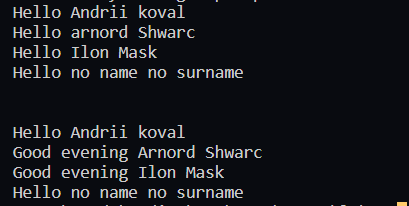 Hello Andrii koval
Hello arnord Shwarc
Hello Ilon Mask
Hello no name no surname
Hello Andrii koval
Good evening Arnord Shwarc
Good evening Ilon Mask
Hello no name no surname